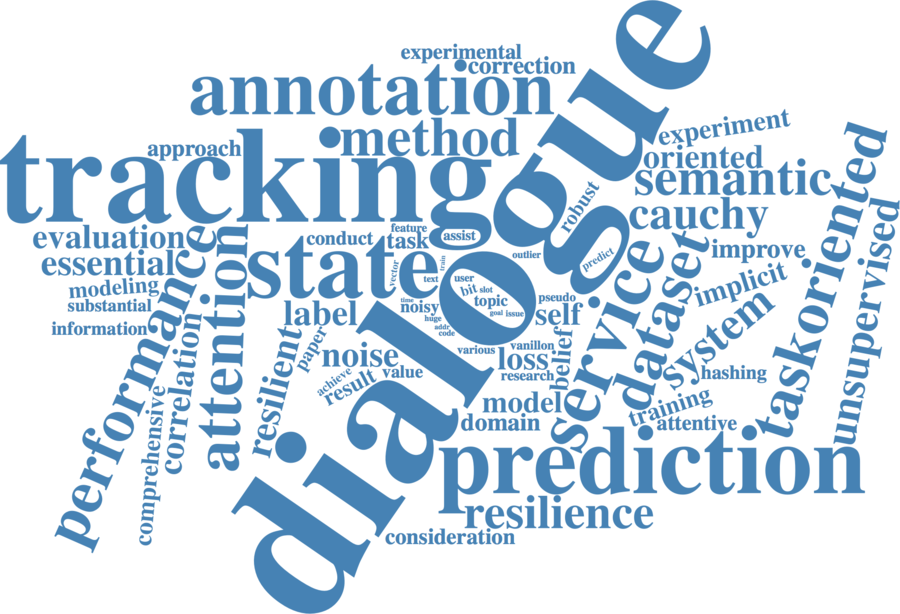 experimental
correction
annotation
dialogue
method
experiment
tracking
approach
oriented
semantic
robust
cauchy
taskoriented
unsupervised
evaluation
conduct
feature
task
assist
essential
state
outlier
predict
improve
modeling
vector
text
train
user
bit
slot
topic
implicit
substantial
time
noisy
huge
goal
issue
pseudo
self
service
dataset
information
label
addr
code
performance
correlation
attention
resilient
paper
noise
various
vanillon
loss
belief
system
hashing
achieve
result
value
research
comprehensive
model
domain
training
attentive
prediction
resilience
consideration